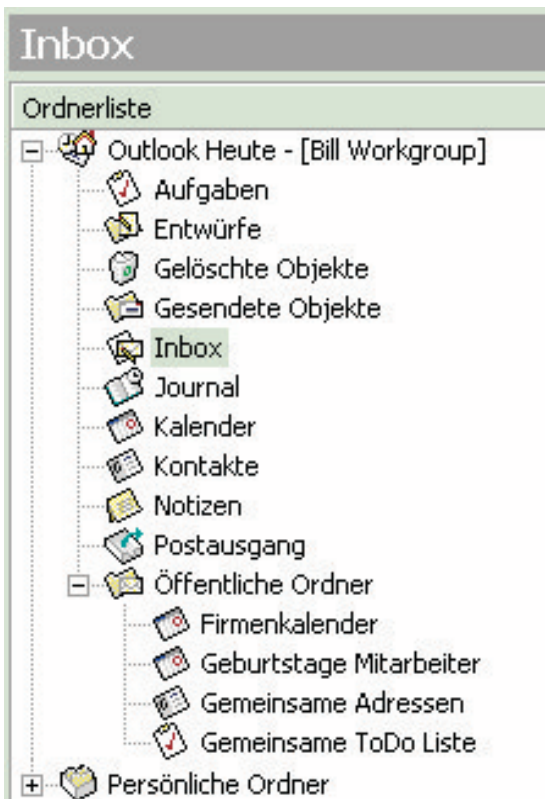 Inbox
Ordnerliste
Outlook Heute - [Bill Workgroup]
Aufgaben
Entwürfe
Gelöschte Objekte
Gesendete Objekte
Inbox
Journal
Kalender
Kontakte
Notizen
Postausgang
Öffentliche Ordner
Firmenkalender
Geburtstage Mitarbeiter
Gemeinsame Adressen
Gemeinsame ToDo Liste
Persönliche Ordner